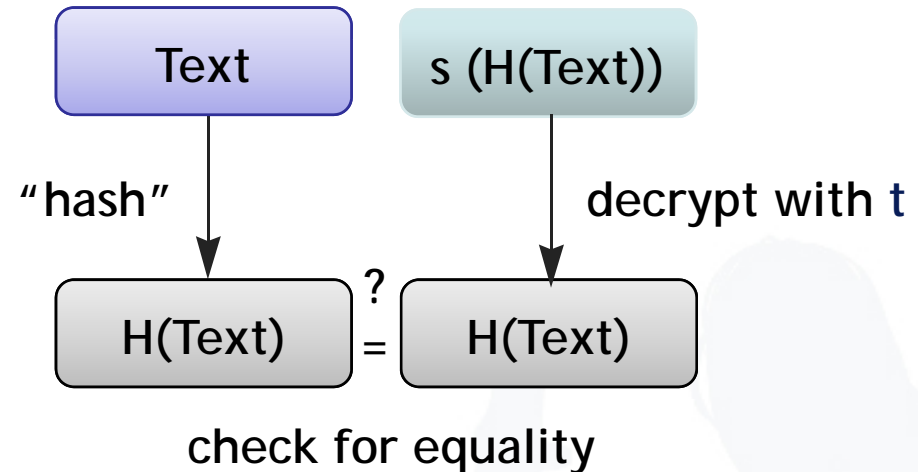 Text
s (H(Text))
“hash”
decrypt with t
H(Text)
?
=
H(Text)
check for equality